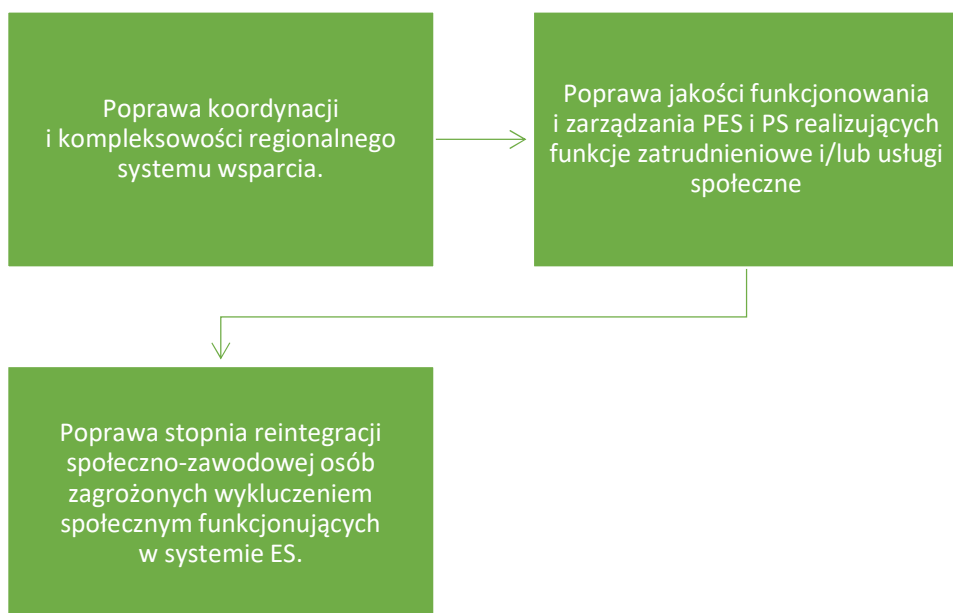 Poprawa koordynacji
i kompleksowości regionalnego
systemu wsparcia.
Poprawa jakości funkcjonowania
i zarządzania PES i PS realizujących
funkcje zatrudnieniowe i/lub usługi
społeczne
Poprawa stopnia reintegracji
społeczno-zawodowej osób
zagrożonych wykluczeniem
społecznym funkcjonujących
w systemie ES.